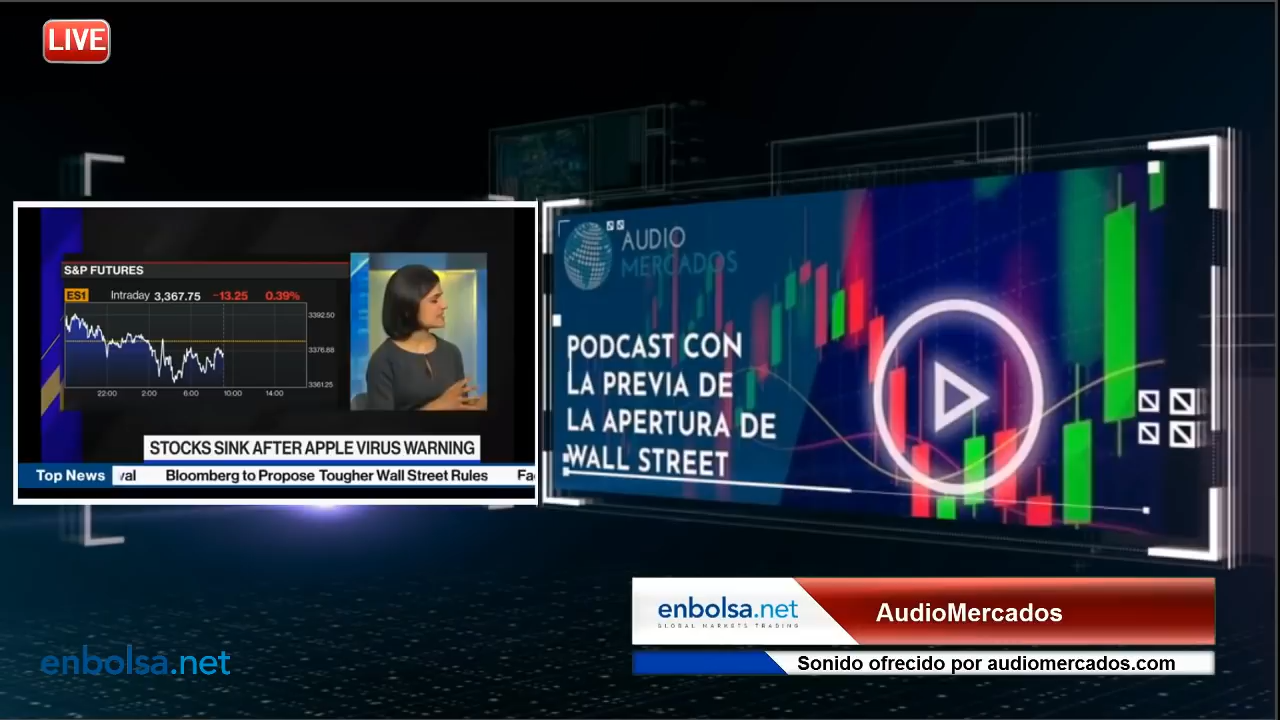 LIVE
S&P FUTURES
ES1 Intraday 3,367.75 -13.25 0.39%
3392.50
3376.88
3361.25
22:00 2:00 6:00 10:00 14:00
STOCKS SINK AFTER APPLE VIRUS WARNING
Top News val Bloomberg to Propose Tougher Wall Street Rules Fa
AUDIO
MERCADOS
PODCAST CON
LA PREVIA DE
LA APERTURA DE
WALL STREET
enbolsa.net
GLOBAL MARKETS TRADING
AudioMercados
Sonido ofrecido por audiomercados.com
enbolsa.net